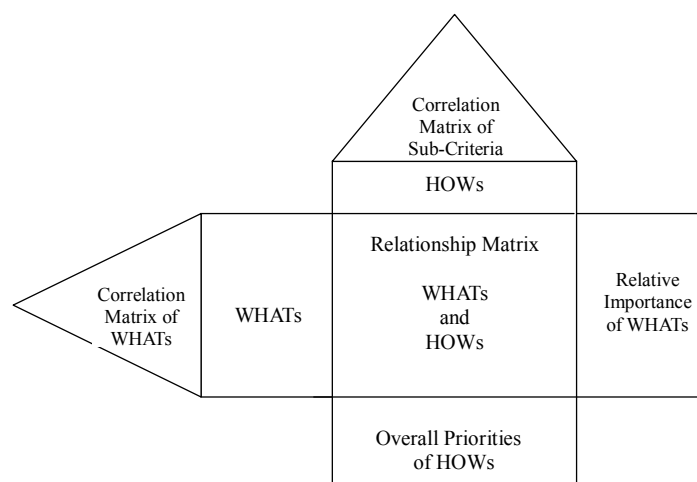 Correlation
Matrix of
Sub-Criteria
HOWs
Correlation
Matrix of
WHATs
WHATs
Relationship Matrix
WHATs
and
HOWs
Relative
Importance
of WHATs
Overall Priorities
of HOWs